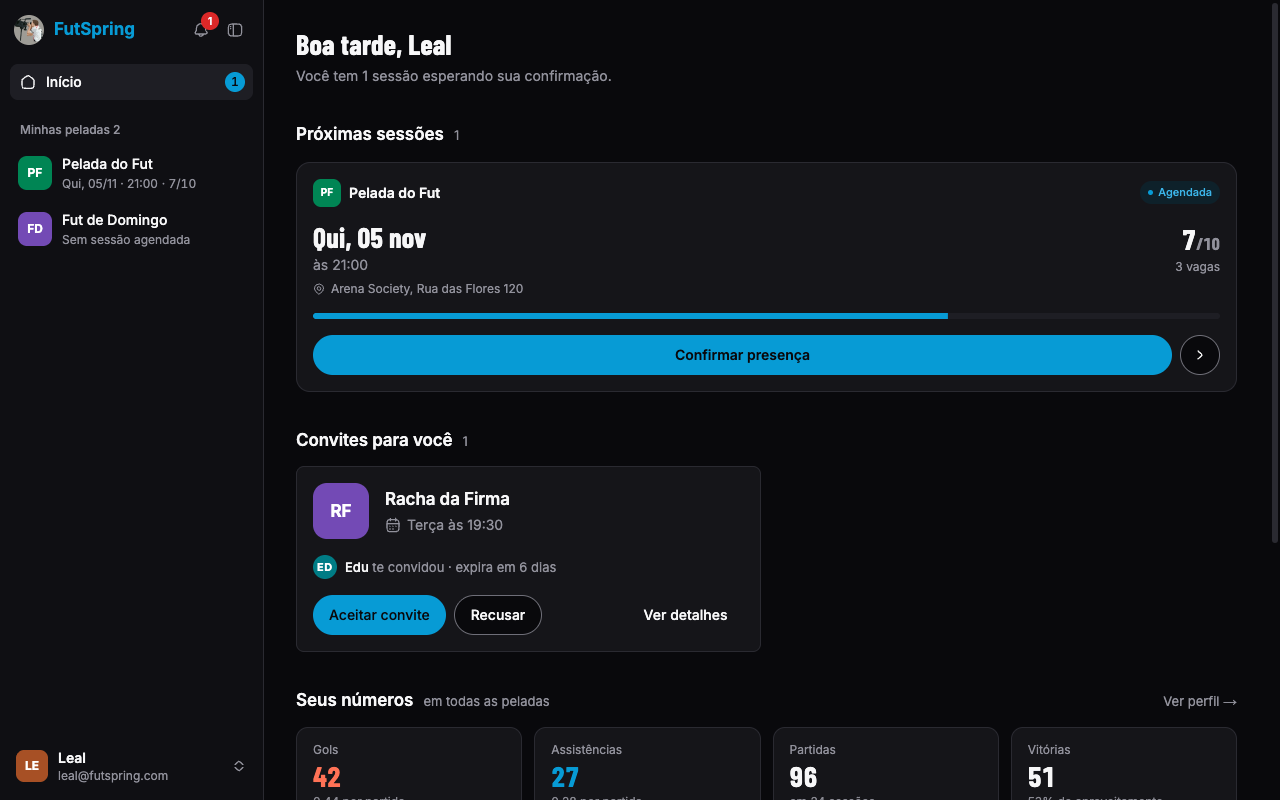 FutSpring
1
Início
1
Minhas peladas 2
PF
Pelada do Fut
Qui, 05/11 · 21:00 · 7/10
FD
Fut de Domingo
Sem sessão agendada
LE
Leal
leal@futspring.com
Boa tarde, Leal
Você tem 1 sessão esperando sua confirmação.
Próximas sessões 1
PF
Pelada do Fut
Agendada
Qui, 05 nov
7/10
às 21:00
3 vagas
Arena Society, Rua das Flores 120
Confirmar presença
Convites para você 1
RF
Racha da Firma
Terça às 19:30
ED
Edu te convidou · expira em 6 dias
Aceitar convite
Recusar
Ver detalhes
Seus números em todas as peladas
Ver perfil →
Gols
42
Assistências
27
Partidas
96
Vitórias
51